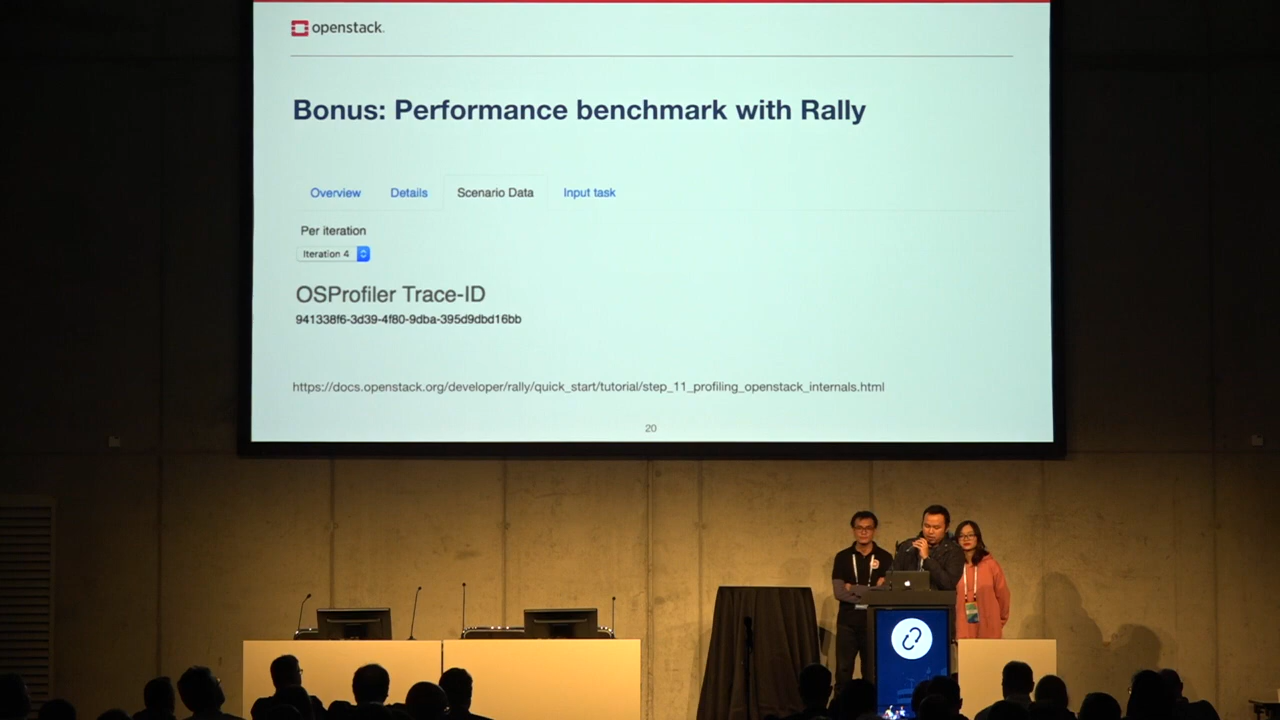 openstack.
Bonus: Performance benchmark with Rally
Overview Details Scenario Data Input task
Per iteration
Iteration 4
OSProfiler Trace-ID
941338f6-3d39-4f80-9dba-395d9dbd16bb
https://docs.openstack.org/developer/rally/quick_start/tutorial/step_11_profiling_openstack_internals.html
20